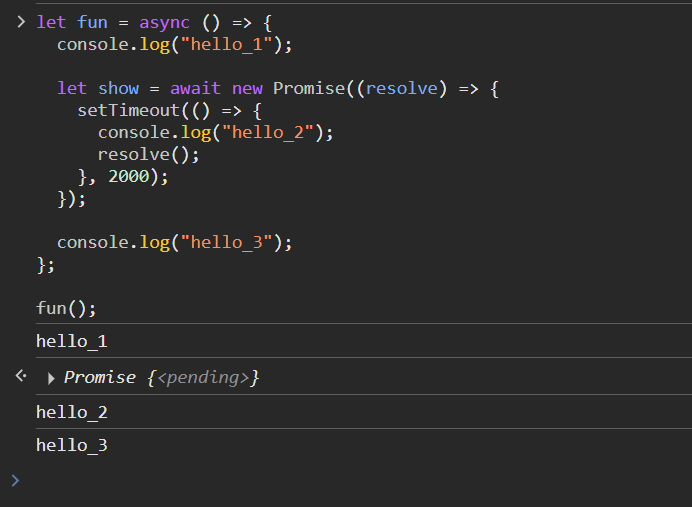 let fun = async () => {
  console.log("hello_1");

  let show = await new Promise((resolve) => {
    setTimeout(() => {
      console.log("hello_2");
      resolve();
    }, 2000);
  });

  console.log("hello_3");
};

fun();
hello_1
Promise {<pending>}
hello_2
hello_3